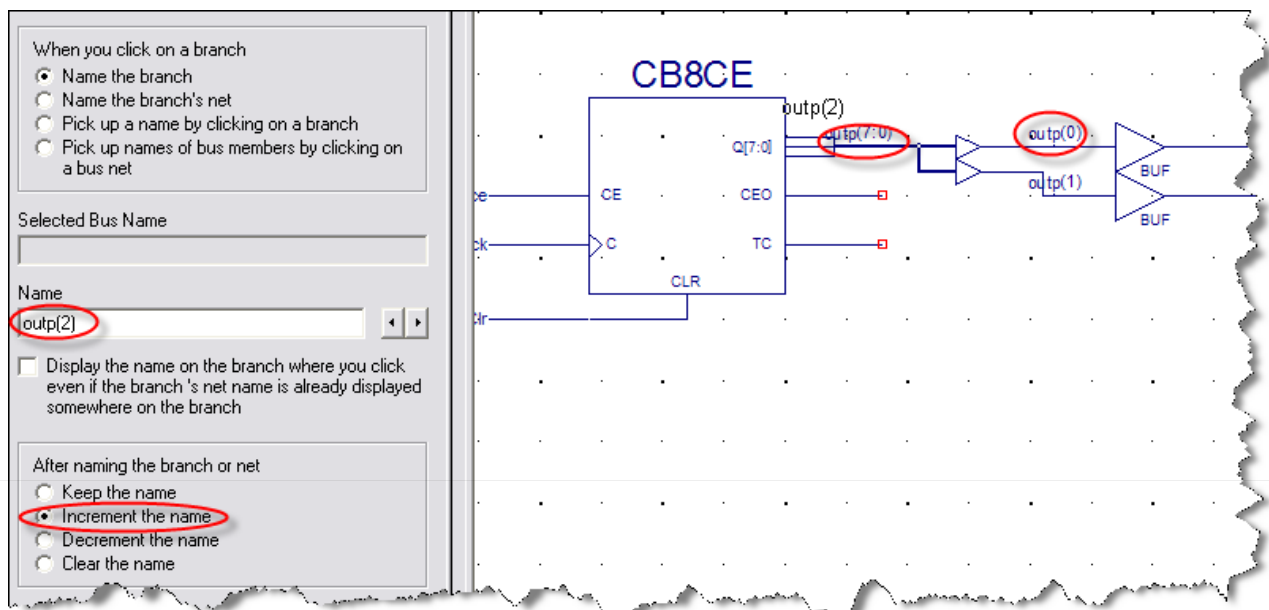 When you click on a branch
Name the branch
Name the branch's net
Pick up a name by clicking on a branch
Pick up names of bus members by clicking on
a bus net
Selected Bus Name
Name
outp(2)
Display the name on the branch where you click
even if the branch 's net name is already displayed
somewhere on the branch
After naming the branch or net
Keep the name
Increment the name
Decrement the name
Clear the name
CB8CE
outp(2)
outp(7:0)
outp(0)
Q[7:0]
BUF
outp(1)
CE
CEO
BUF
C
TC
CLR